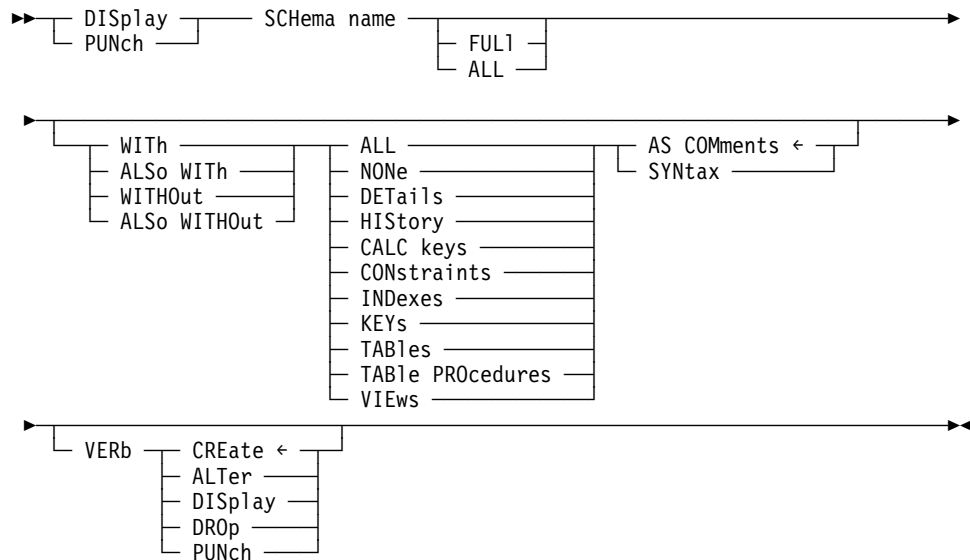 DISplay SCHema name
PUNch FULl
ALL
WITh ALL AS COMments ←
ALSo WITh NONe SYNtax
WITHOut DETails
ALSo WITHOut HIStory
CALC keys
CONstraints
INDexes
KEYs
TABles
TABle PROcedures
VIEws
VERb CREate ←
ALTer
DISplay
DROp
PUNch